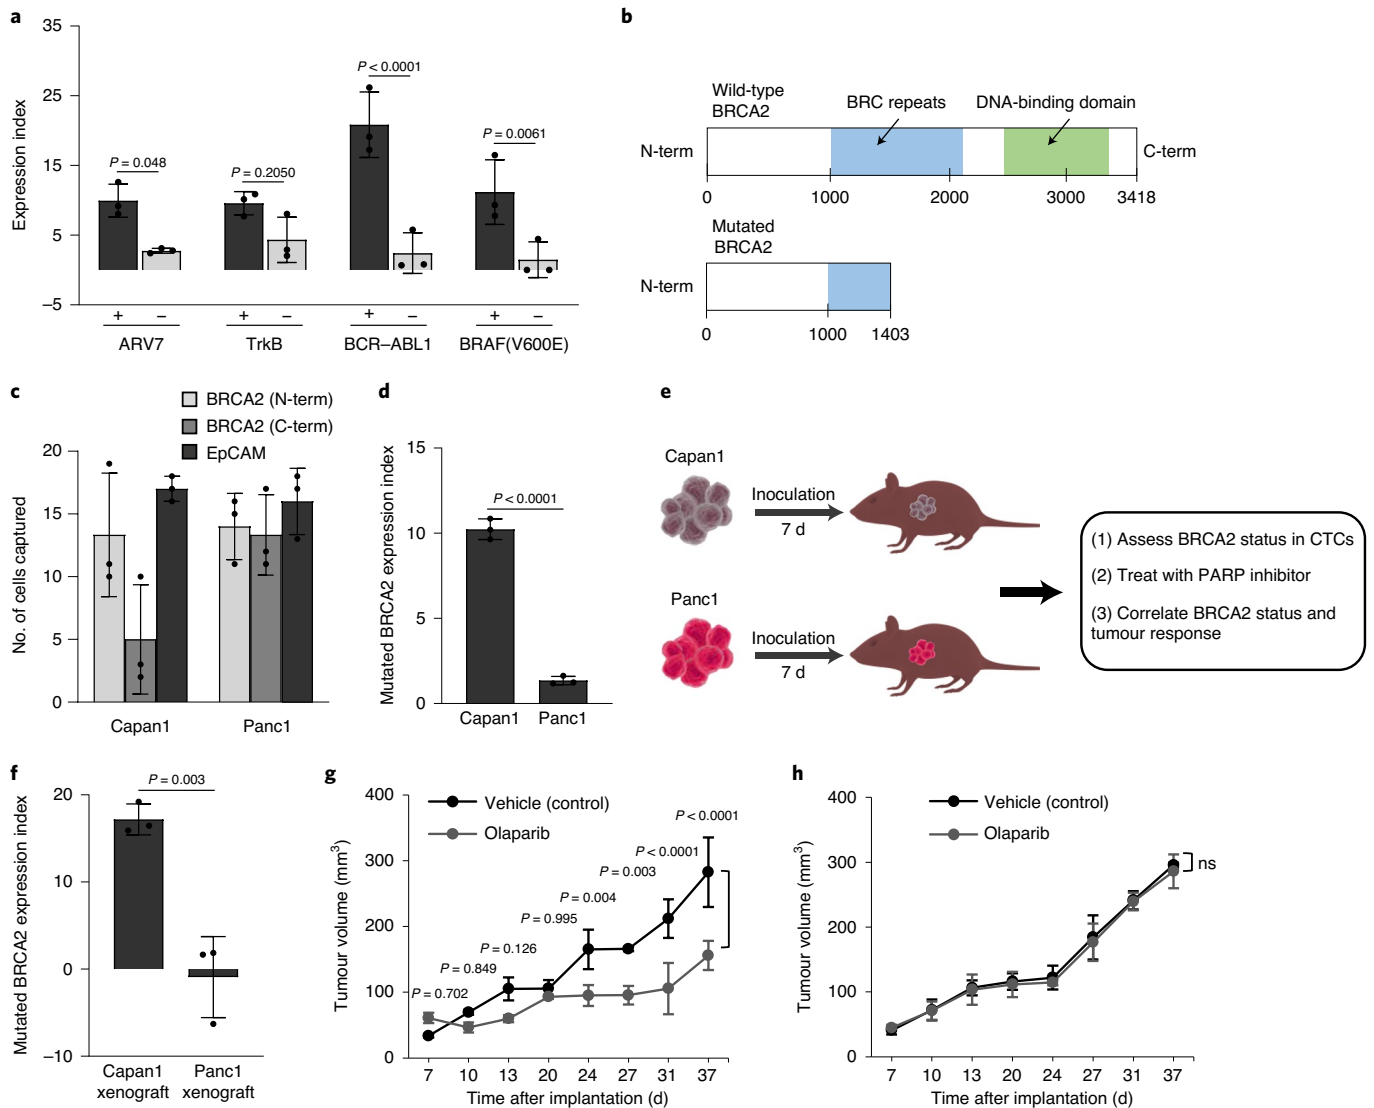 a
35
25
15
5
−5
Expression index
P = 0.048
P = 0.2050
P < 0.0001
P = 0.0061
+ − + − + − + −
ARV7 TrkB BCR–ABL1 BRAF(V600E)
b
Wild-type
BRCA2
BRC repeats
DNA-binding domain
N-term
C-term
0 1000 2000 3000 3418
Mutated
BRCA2
N-term
0 1000 1403
c
BRCA2 (N-term)
BRCA2 (C-term)
EpCAM
20
15
10
5
0
No. of cells captured
Capan1 Panc1
d
15
10
5
0
Mutated BRCA2 expression index
P < 0.0001
Capan1 Panc1
e
Capan1
Inoculation
7 d
Panc1
Inoculation
7 d
(1) Assess BRCA2 status in CTCs
(2) Treat with PARP inhibitor
(3) Correlate BRCA2 status and
tumour response
f
20
10
0
−10
Mutated BRCA2 expression index
P = 0.003
Capan1 Panc1
xenograft xenograft
g
400
300
200
100
0
Tumour volume (mm³)
Vehicle (control)
Olaparib
P = 0.702
P = 0.849
P = 0.126
P = 0.995
P = 0.004
P = 0.003
P < 0.0001
P < 0.0001
7 10 13 20 24 27 31 37
Time after implantation (d)
h
400
300
200
100
0
Tumour volume (mm³)
Vehicle (control)
Olaparib
ns
7 10 13 20 24 27 31 37
Time after implantation (d)